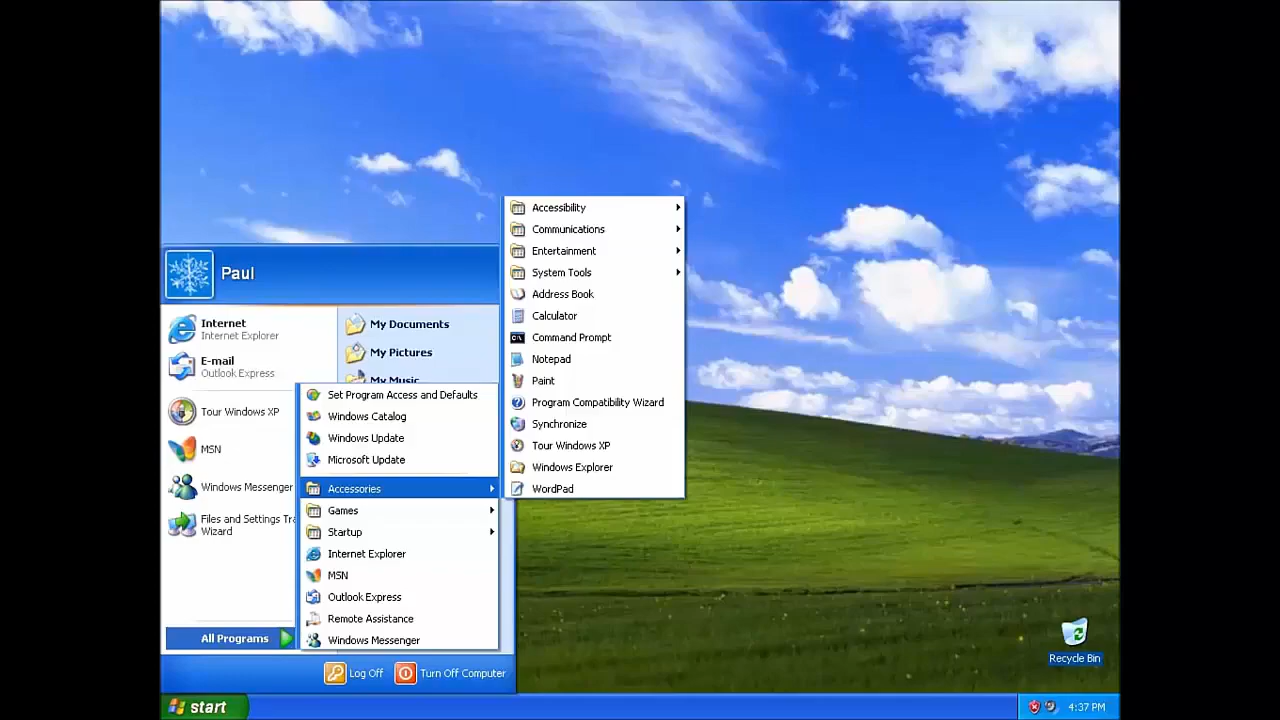 Paul
Internet
Internet Explorer
E-mail
Outlook Express
Tour Windows XP
MSN
Windows Messenger
Files and Settings Tra
Wizard
All Programs
My Documents
My Pictures
My Music
Set Program Access and Defaults
Windows Catalog
Windows Update
Microsoft Update
Accessories
Games
Startup
Internet Explorer
MSN
Outlook Express
Remote Assistance
Windows Messenger
Accessibility
Communications
Entertainment
System Tools
Address Book
Calculator
Command Prompt
Notepad
Paint
Program Compatibility Wizard
Synchronize
Tour Windows XP
Windows Explorer
WordPad
Log Off
Turn Off Computer
Recycle Bin
start
4:37 PM